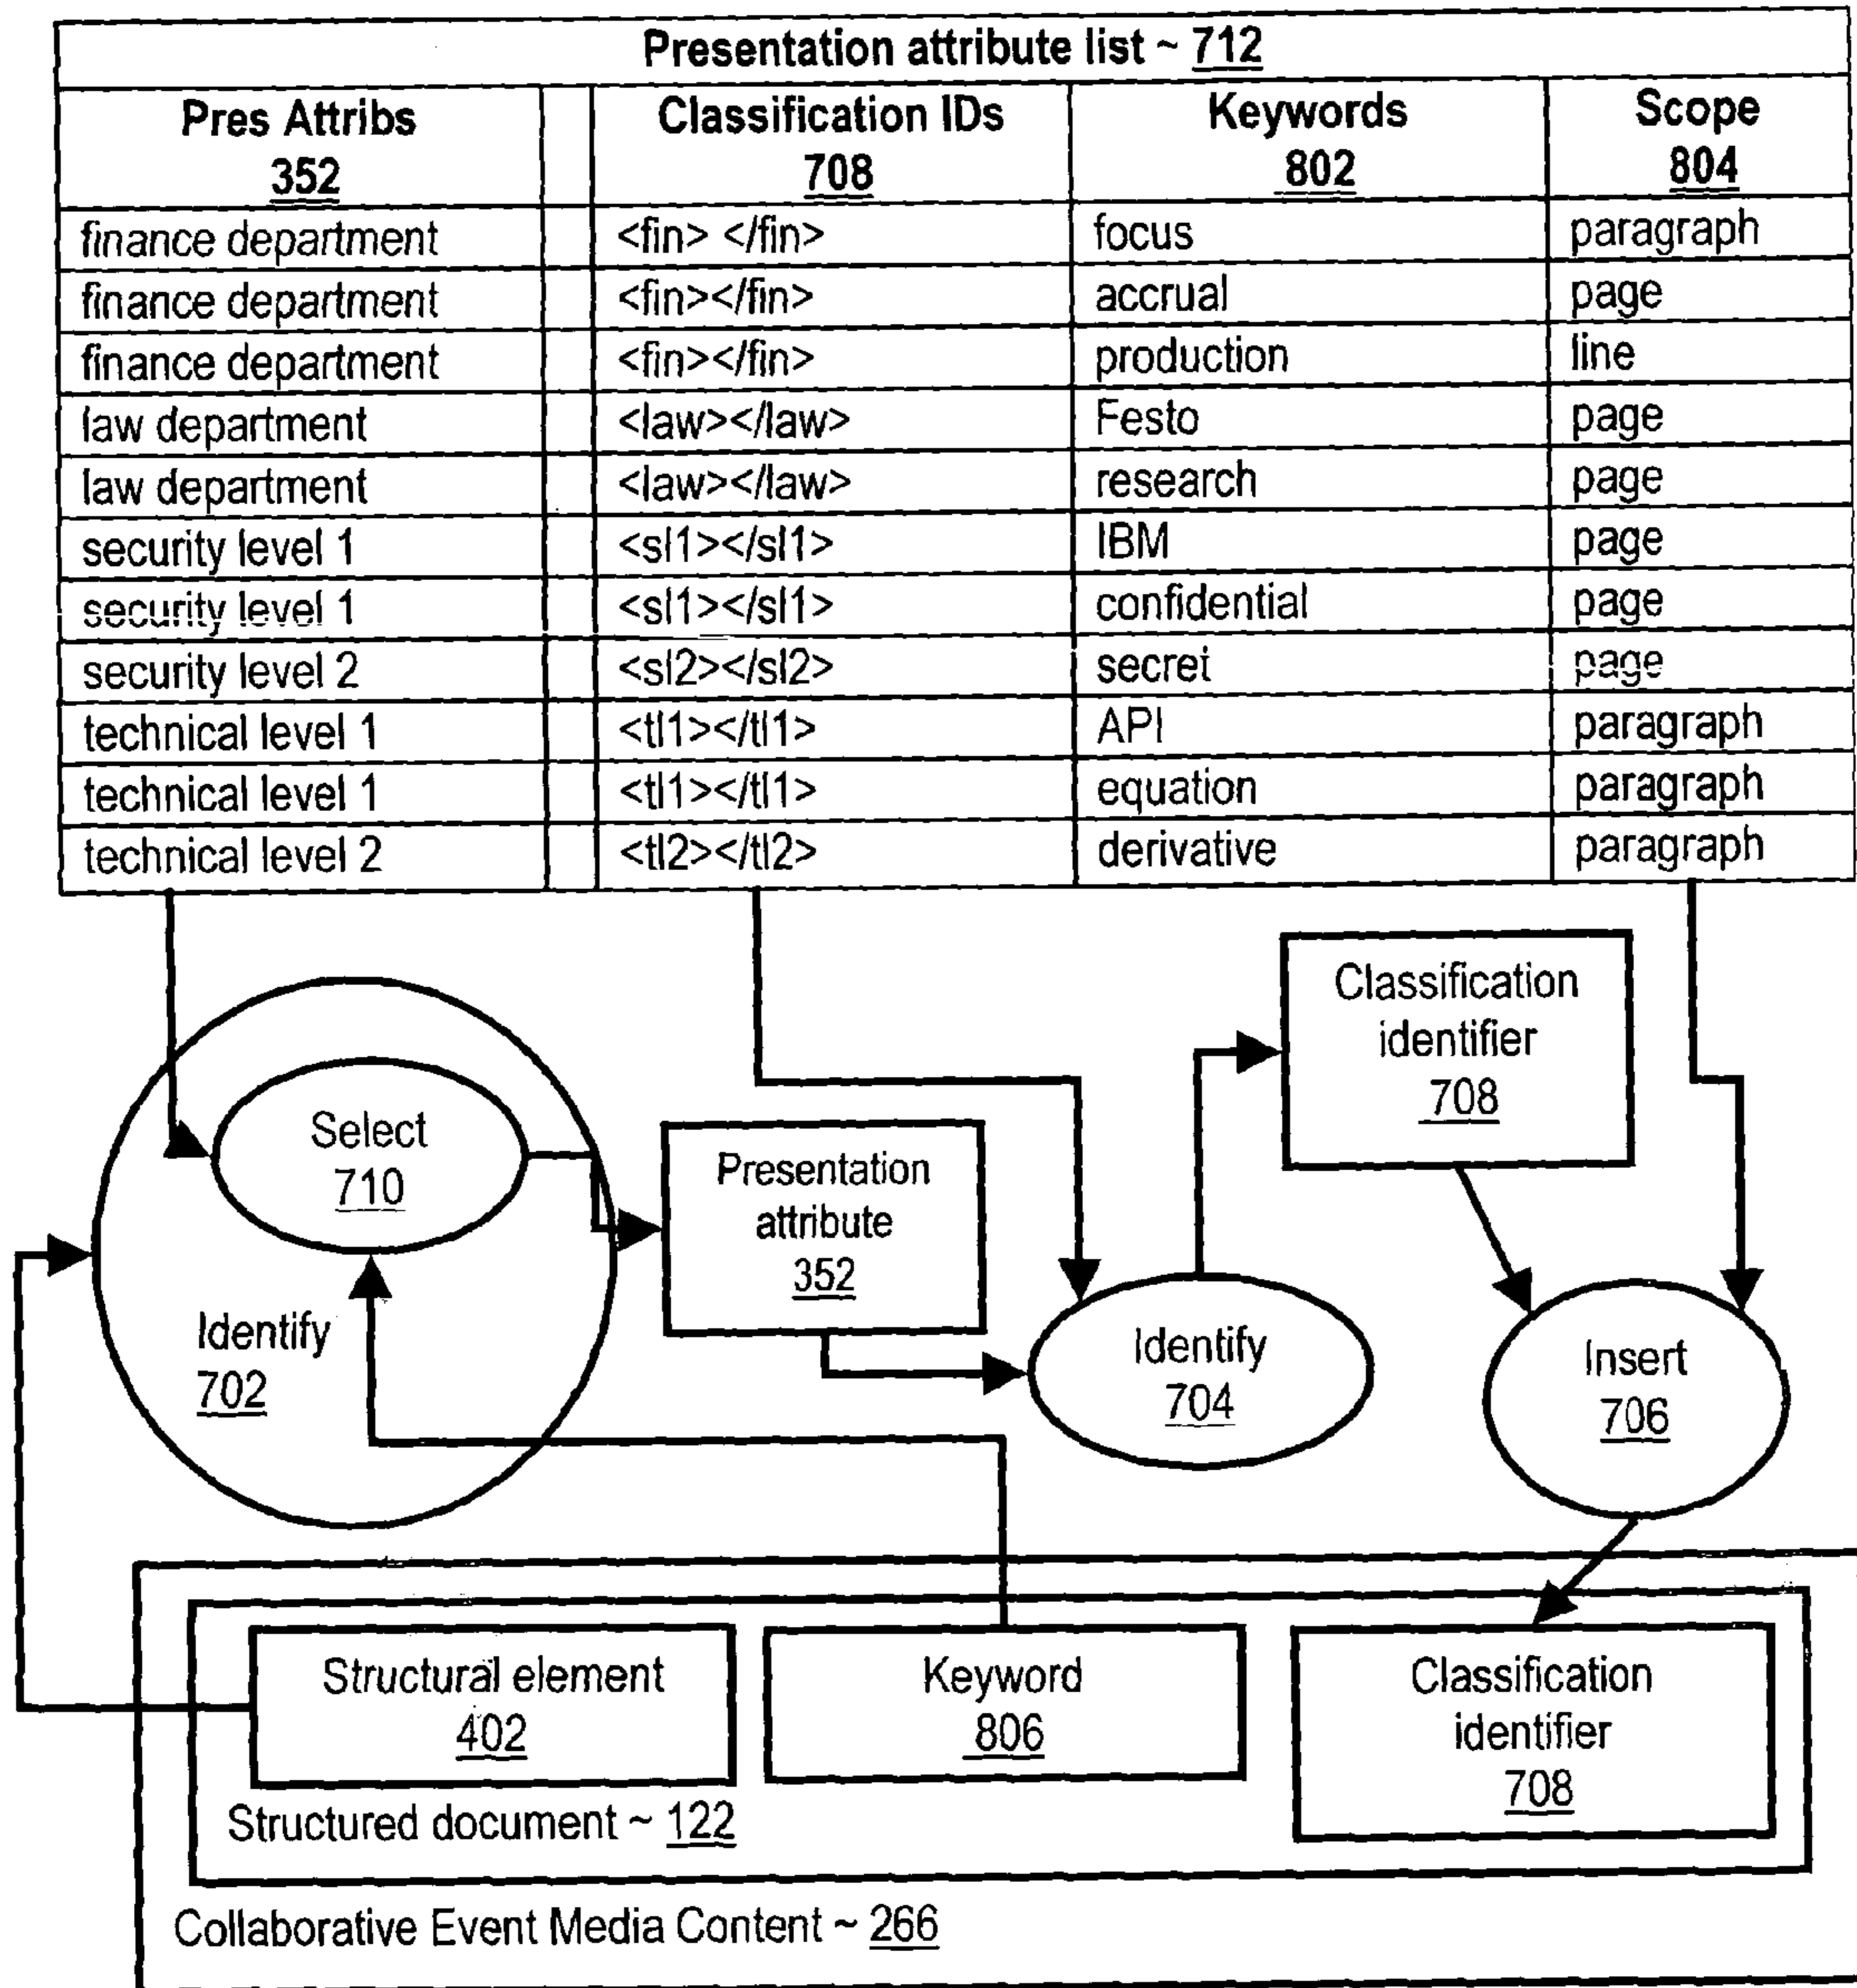 Presentation attribute list ~ 712
Pres Attribs Classification IDs Keywords Scope
352 708 802 804
finance department <fin> </fin> focus paragraph
finance department <fin></fin> accrual page
finance department <fin></fin> production line
law department <law></law> Festo page
law department <law></law> research page
security level 1 <sl1></sl1> IBM page
security level 1 <sl1></sl1> confidential page
security level 2 <sl2></sl2> secret page
technical level 1 <tl1></tl1> API paragraph
technical level 1 <tl1></tl1> equation paragraph
technical level 2 <tl2></tl2> derivative paragraph
Classification
identifier
708
Select
710
Presentation
attribute
352
Identify
702
Identify
704
Insert
706
Structural element
402
Keyword
806
Classification
identifier
708
Structured document ~ 122
Collaborative Event Media Content ~ 266